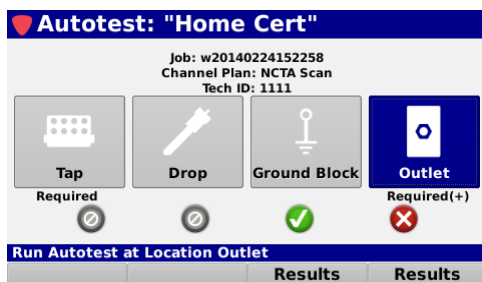 Autotest: "Home Cert"
Job: w20140224152258
Channel Plan: NCTA Scan
Tech ID: 1111
Tap Drop Ground Block Outlet
Required Required(+)
Run Autotest at Location Outlet
Results Results